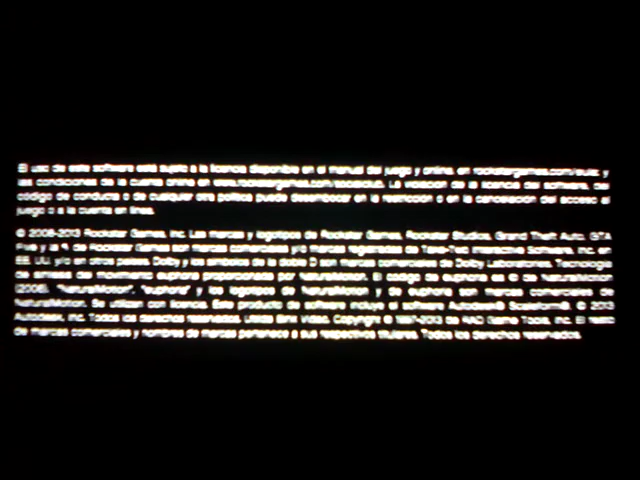 El uso de este software está sujeto a la licencia disponible en el manual del juego y online en rockstargames.com/eula; y
las condiciones de la cuenta online en www.rockstargames.com/socialclub. La violación de la licencia del software, del
código de conducta o de cualquier otra política puede desembocar en la restricción o en la cancelación del acceso al
juego o a la cuenta en línea.
© 2008-2013 Rockstar Games, Inc. Las marcas y logotipos de Rockstar Games, Rockstar Studios, Grand Theft Auto, GTA
Five y la R de Rockstar Games son marcas comerciales y/o marcas registradas de Take-Two Interactive Software, Inc. en
EE. UU. y/o en otros países. Dolby y los símbolos de la doble D son marcas comerciales de Dolby Laboratories. Tecnología
de síntesis de movimiento euphoria proporcionada por NaturalMotion. El código de euphoria es © de NaturalMotion
(2008). "NaturalMotion", "euphoria" y los logotipos de NaturalMotion y de euphoria son marcas comerciales de
NaturalMotion. Se utilizan con licencia. Este producto de software incluye el software Autodesk® Scaleform® © 2013
Autodesk, Inc. Todos los derechos reservados. Usa Bink Video. Copyright © 1997-2013 de RAD Game Tools, Inc. El resto
de marcas comerciales y nombres de marcas pertenece a sus respectivos titulares. Todos los derechos reservados.